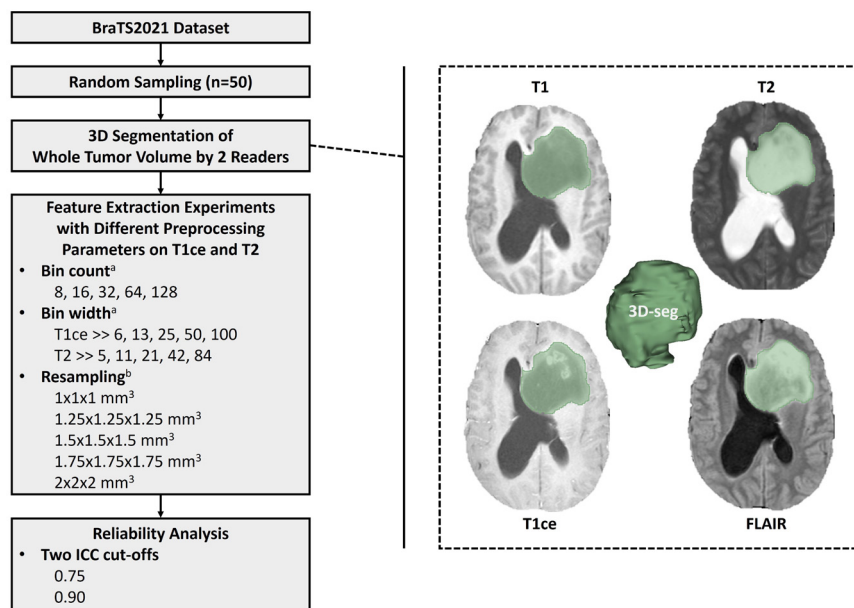 BraTS2021 Dataset
Random Sampling (n=50)
3D Segmentation of
Whole Tumor Volume by 2 Readers
Feature Extraction Experiments
with Different Preprocessing
Parameters on T1ce and T2
• Bin countᵃ
8, 16, 32, 64, 128
• Bin widthᵃ
T1ce >> 6, 13, 25, 50, 100
T2 >> 5, 11, 21, 42, 84
• Resamplingᵇ
1x1x1 mm³
1.25x1.25x1.25 mm³
1.5x1.5x1.5 mm³
1.75x1.75x1.75 mm³
2x2x2 mm³
Reliability Analysis
• Two ICC cut-offs
0.75
0.90
T1
T2
3D-seg
T1ce
FLAIR